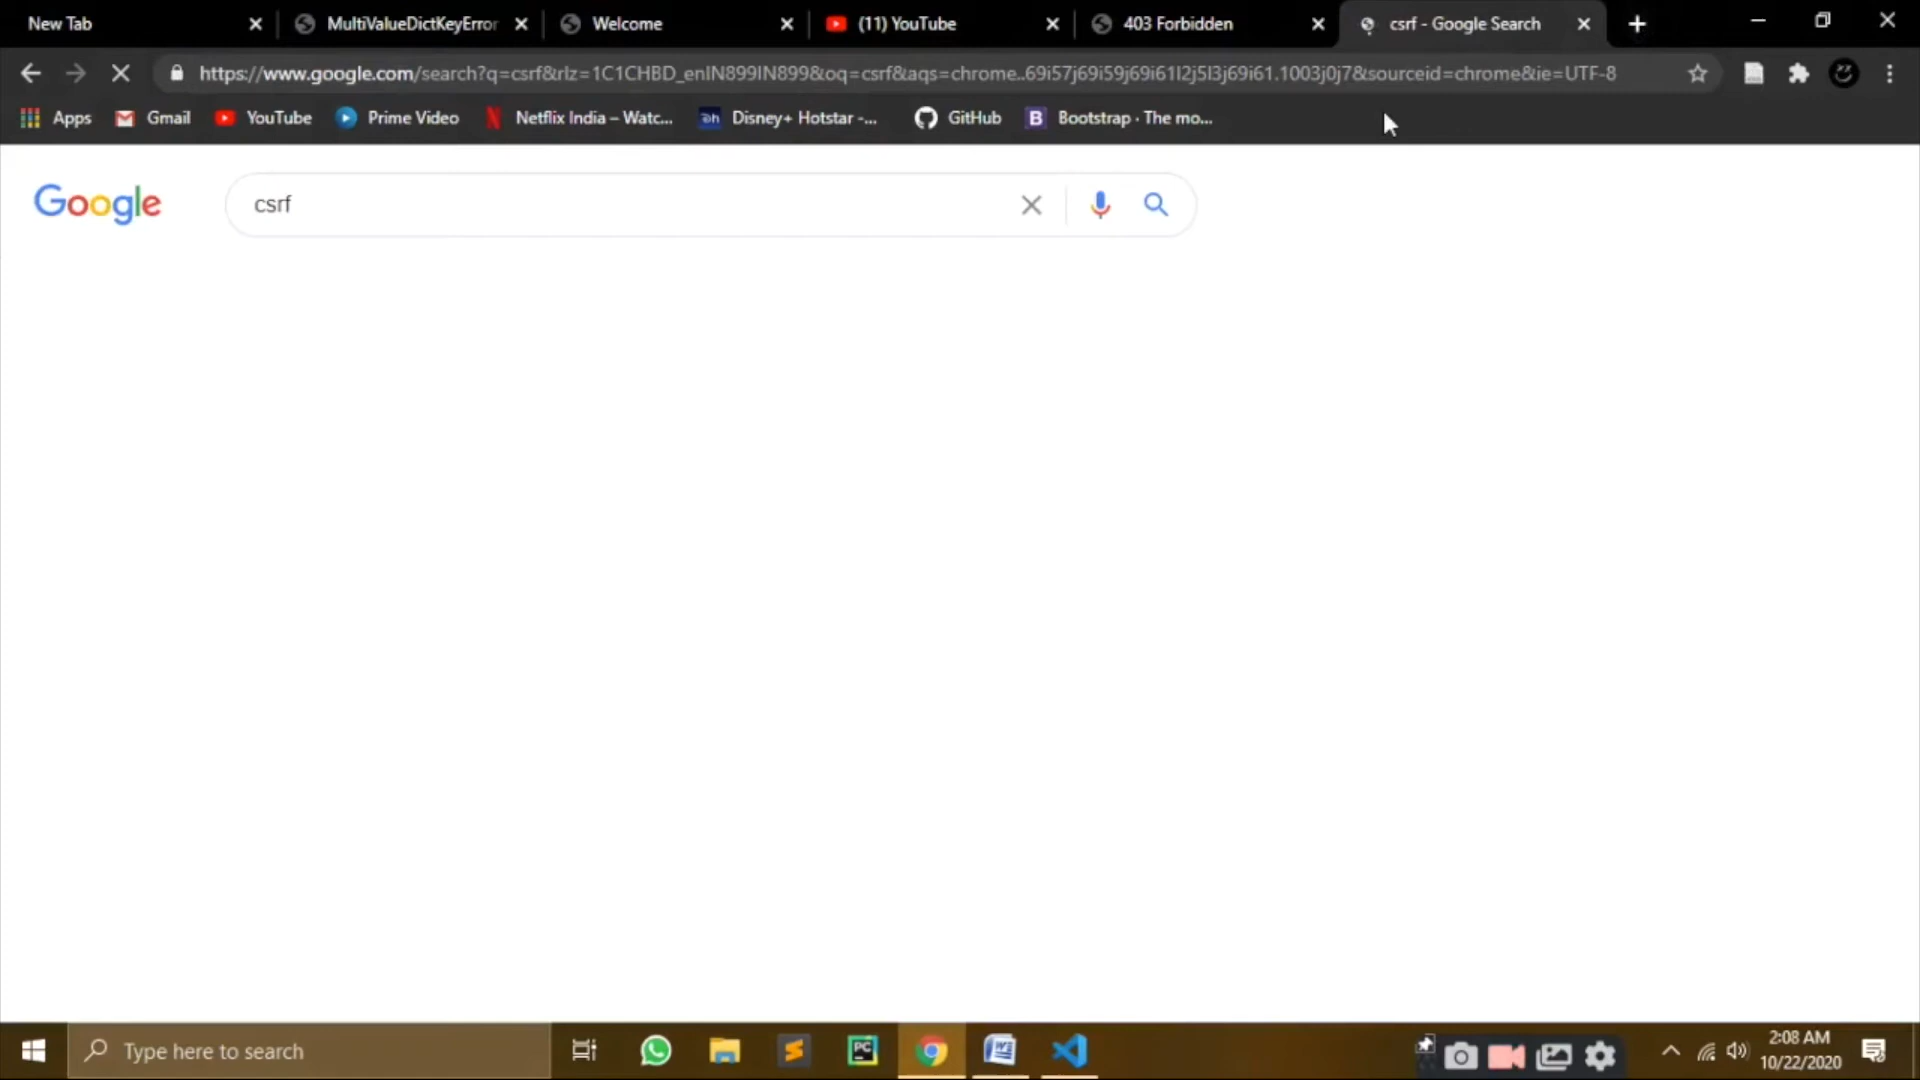 New Tab
MultiValueDictKeyError
Welcome
(11) YouTube
403 Forbidden
csrf - Google Search
https://www.google.com/search?q=csrf&rlz=1C1CHBD_enIN899IN899&oq=csrf&aqs=chrome..69i57j69i59j69i61l2j5l3j69i61.1003j0j7&sourceid=chrome&ie=UTF-8
Apps
Gmail
YouTube
Prime Video
Netflix India – Watc...
Disney+ Hotstar -...
GitHub
Bootstrap · The mo...
Google
csrf
Type here to search
2:08 AM
10/22/2020